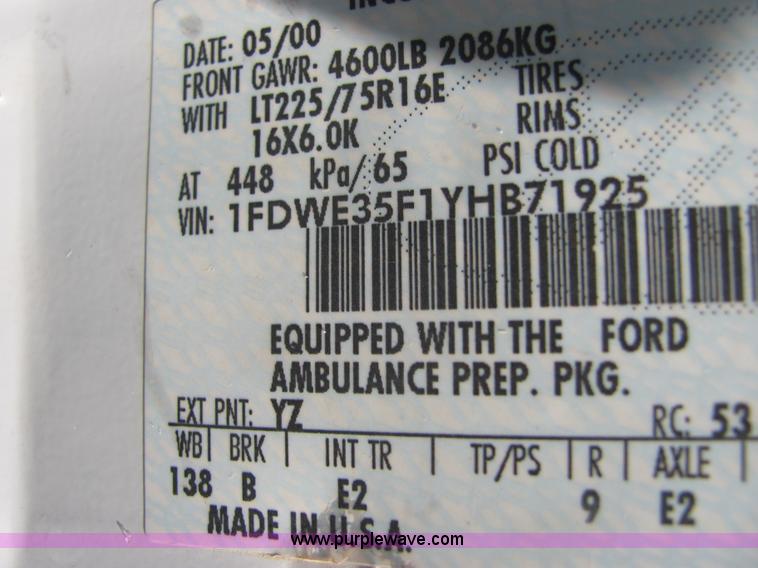 DATE: 05/00
FRONT GAWR: 4600LB 2086KG
WITH LT225/75R16E TIRES
16X6.0K RIMS
AT 448 kPa/ 65 PSI COLD
VIN: 1FDWE35F1YHB71925
EQUIPPED WITH THE FORD
AMBULANCE PREP. PKG.
EXT PNT: YZ RC: 53
WB| BRK | INT TR | TP/PS | R | AXLE |
138 B E2 9 E2
MADE IN U.S.A.
www.purplewave.com